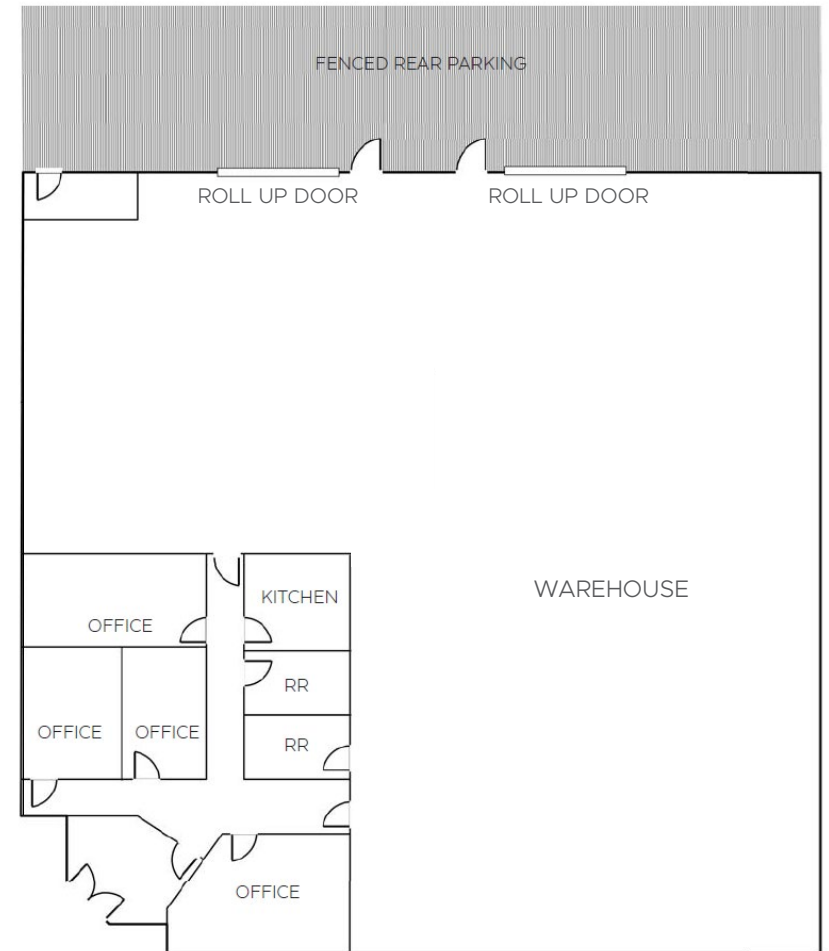 FENCED REAR PARKING
ROLL UP DOOR
ROLL UP DOOR
WAREHOUSE
KITCHEN
OFFICE
RR
OFFICE
OFFICE
RR
OFFICE